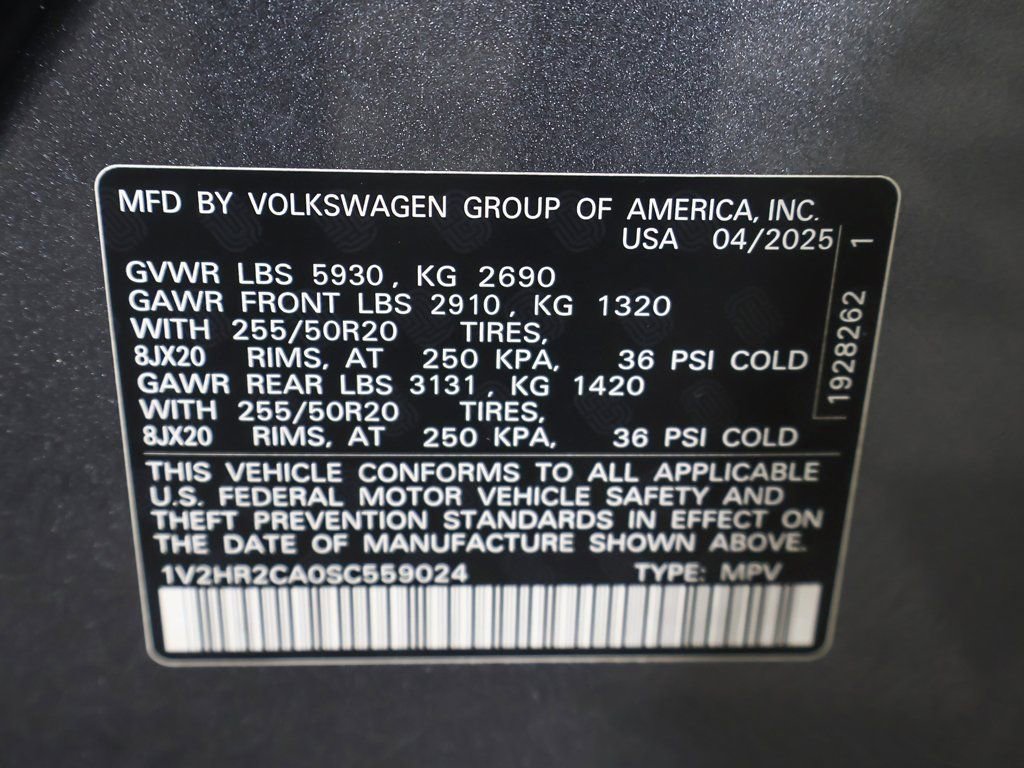 MFD BY VOLKSWAGEN GROUP OF AMERICA, INC.
USA 04/2025
GVWR LBS 5930, KG 2690
GAWR FRONT LBS 2910, KG 1320
WITH 255/50R20 TIRES,
8JX20 RIMS, AT 250 KPA, 36 PSI COLD
GAWR REAR LBS 3131, KG 1420
WITH 255/50R20 TIRES,
8JX20 RIMS, AT 250 KPA, 36 PSI COLD
1928262 1
THIS VEHICLE CONFORMS TO ALL APPLICABLE
U.S. FEDERAL MOTOR VEHICLE SAFETY AND
THEFT PREVENTION STANDARDS IN EFFECT ON
THE DATE OF MANUFACTURE SHOWN ABOVE.
1V2HR2CA0SC559024 TYPE: MPV